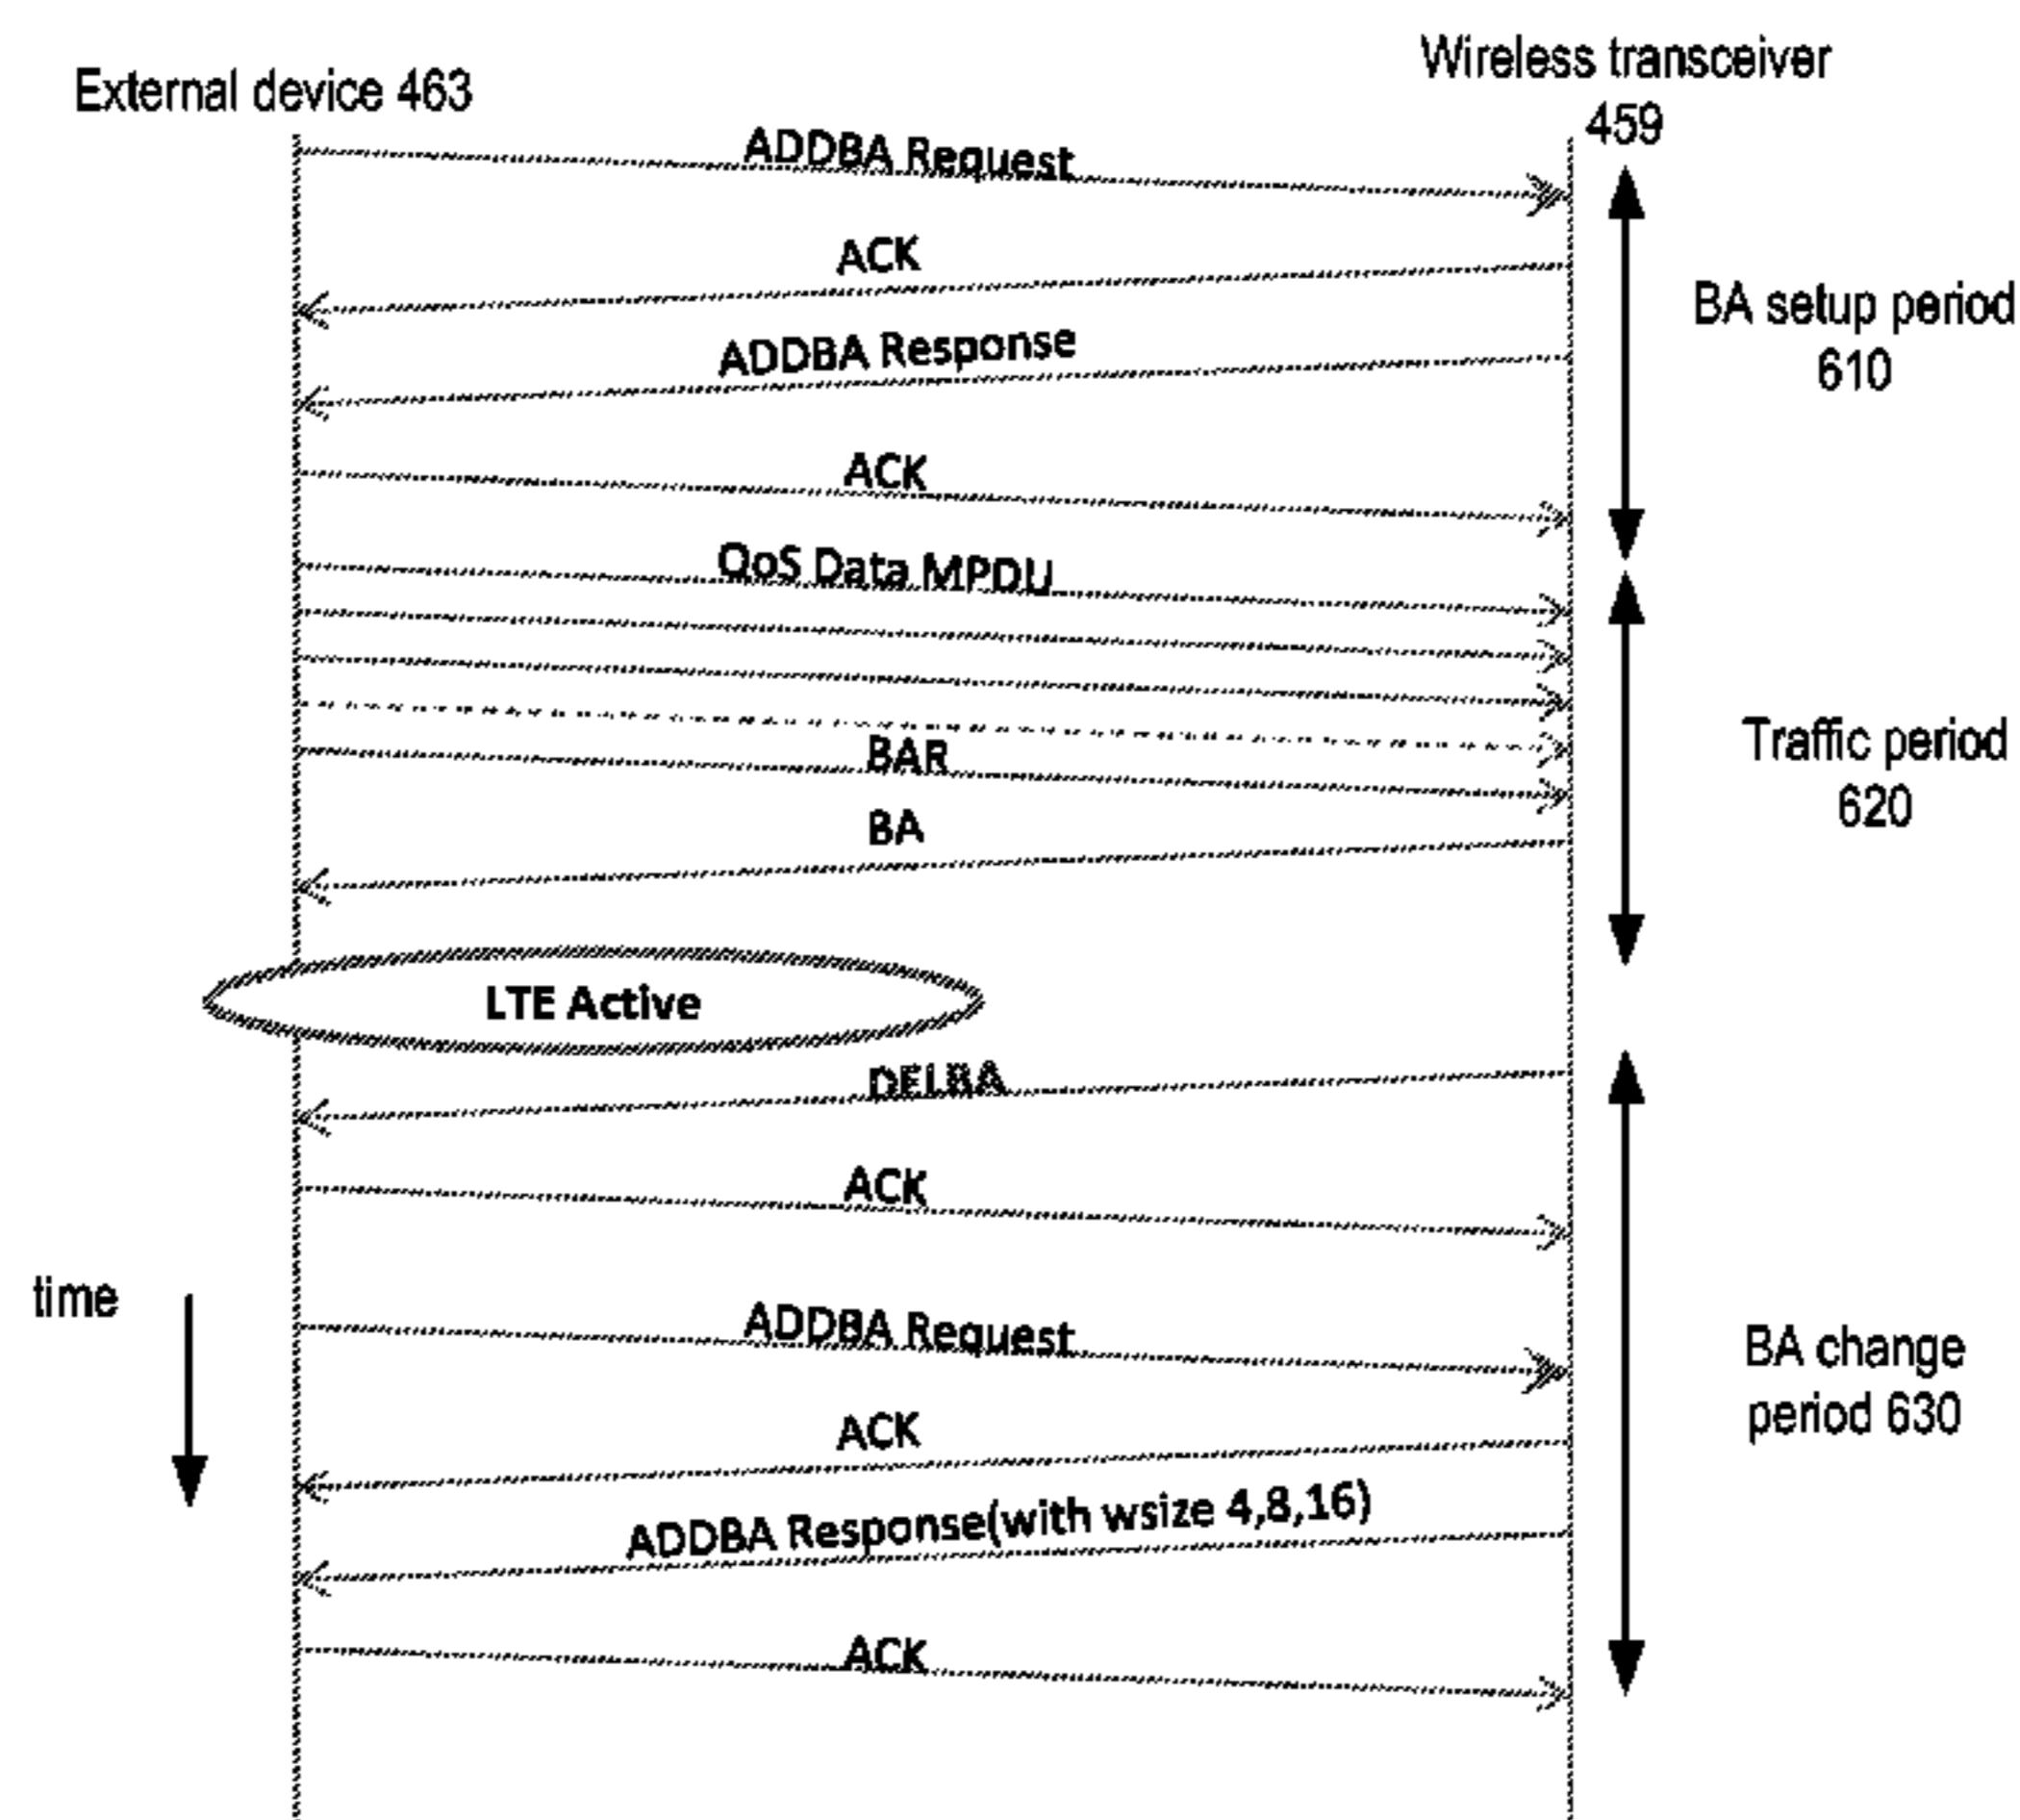 External device 463
Wireless transceiver
459
ADDBA Request
ACK
BA setup period
610
ADDBA Response
ACK
QoS Data MPDU
BAR
Traffic period
620
BA
LTE Active
DELBA
ACK
time
ADDBA Request
BA change
period 630
ACK
ADDBA Response(with wsize 4,8,16)
ACK